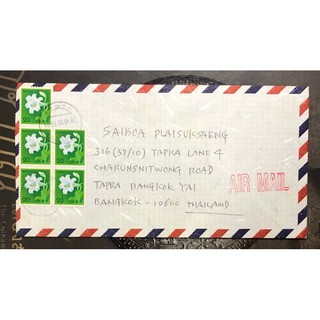 SAIBOA PLAISUKSAENG
316 (37/10) TAPRA LANE 4
CHARUNSNITWONG ROAD
TAPRA BANGKOK YAI
BANGKOK - 10600 THAILAND
AIR MAIL